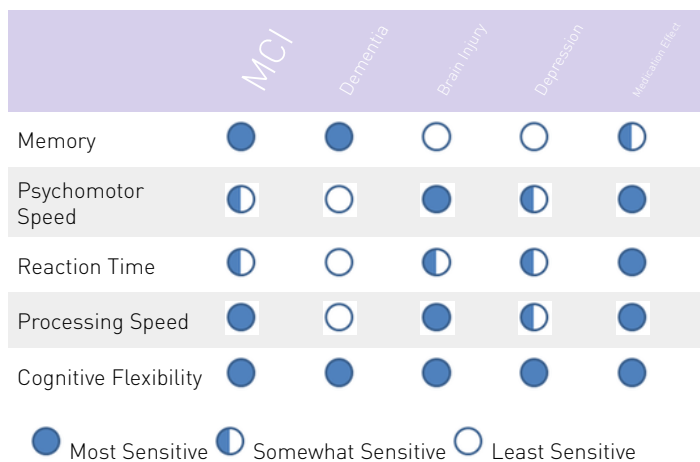 MCI Dementia Brain Injury Depression Medication Effect
Memory
Psychomotor
Speed
Reaction Time
Processing Speed
Cognitive Flexibility
Most Sensitive Somewhat Sensitive Least Sensitive